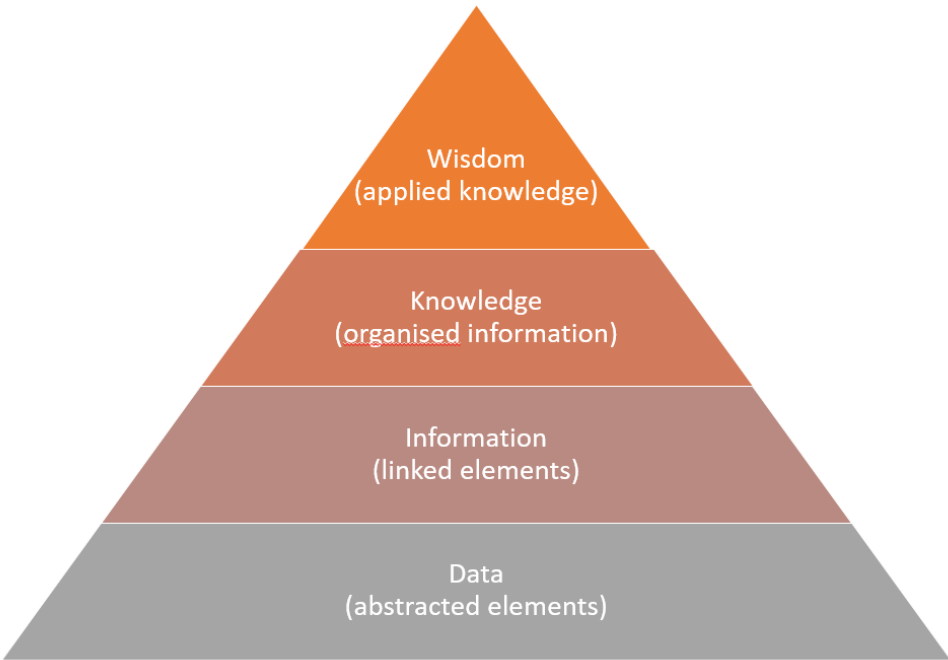 Wisdom
(applied knowledge)
Knowledge
(organised information)
Information
(linked elements)
Data
(abstracted elements)